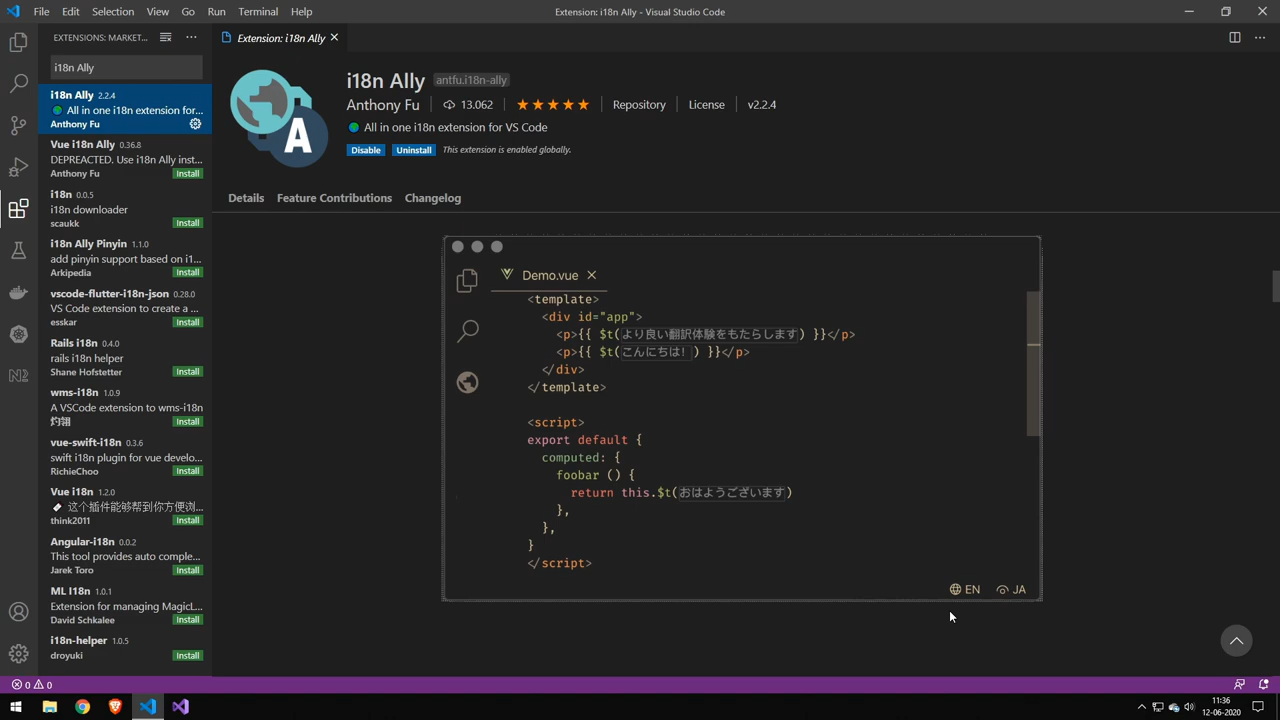 File Edit Selection View Go Run Terminal Help
Extension: i18n Ally - Visual Studio Code
EXTENSIONS: MARKET...
i18n Ally
i18n Ally 2.2.4
All in one i18n extension for...
Anthony Fu
Vue i18n Ally 0.36.8
DEPREACTED. Use i18n Ally inst...
Anthony Fu Install
i18n 0.0.5
i18n downloader
scaukk Install
i18n Ally Pinyin 1.1.0
add pinyin support based on i1...
Arkipedia Install
vscode-flutter-i18n-json 0.28.0
VS Code extension to create a ...
esskar Install
Rails i18n 0.4.0
rails i18n helper
Shane Hofstetter Install
wms-i18n 1.0.9
A VSCode extension to wms-i18n
灼翎 Install
vue-swift-i18n 0.3.6
swift i18n plugin for vue develo...
RichieChoo Install
Vue i18n 1.2.0
这个插件能够帮到你方便浏...
think2011 Install
Angular-i18n 0.0.2
This tool provides auto comple...
Jarek Toro Install
ML I18n 1.0.1
Extension for managing MagicL...
David Schkalee Install
i18n-helper 1.0.5
droyuki Install
Extension: i18n Ally
i18n Ally antfu.i18n-ally
Anthony Fu 13.062 ★★★★★ Repository License v2.2.4
All in one i18n extension for VS Code
Disable Uninstall This extension is enabled globally.
Details Feature Contributions Changelog
Demo.vue
<template>
<div id="app">
<p>{{ $t(より良い翻訳体験をもたらします) }}</p>
<p>{{ $t(こんにちは!) }}</p>
</div>
</template>
<script>
export default {
computed: {
foobar () {
return this.$t(おはようございます)
},
},
}
</script>
EN JA
0 0
11:36
12-06-2020